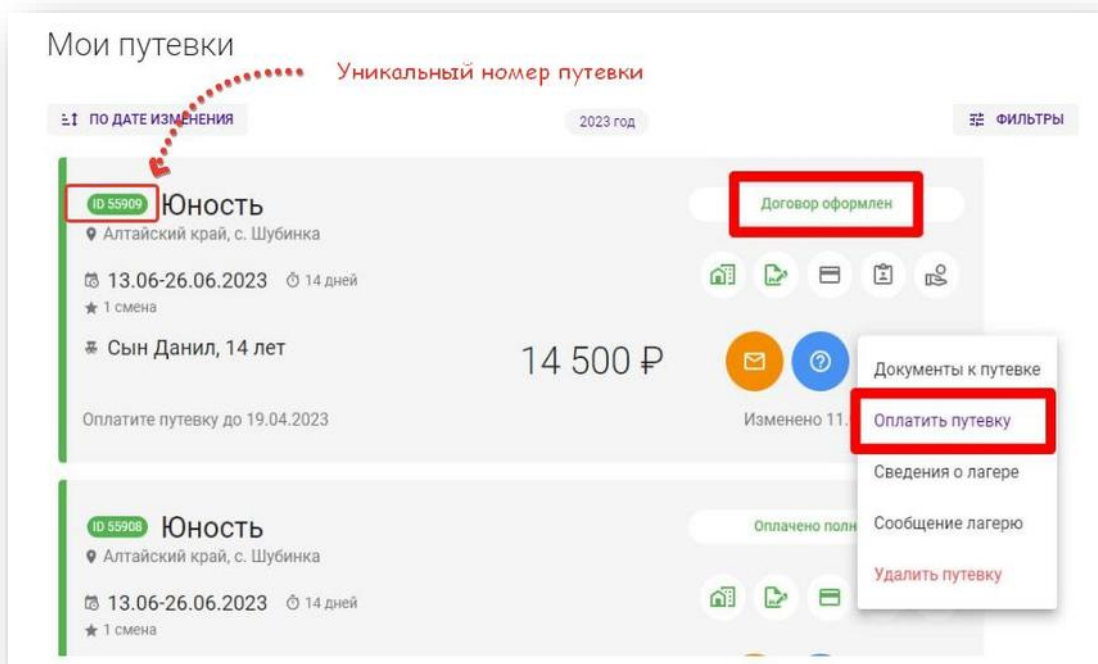 Мои путевки
Уникальный номер путевки
ПО ДАТЕ ИЗМЕНЕНИЯ
2023 год
ФИЛЬТРЫ
ID 55909 Юность
Договор оформлен
Алтайский край, с. Шубинка
13.06-26.06.2023 14 дней
1 смена
Сын Данил, 14 лет
14 500 ₽
Оплатите путевку до 19.04.2023
Изменено 11.
Документы к путевке
Оплатить путевку
Сведения о лагере
Сообщение лагерю
Удалить путевку
ID 55908 Юность
Оплачено полн
Алтайский край, с. Шубинка
13.06-26.06.2023 14 дней
1 смена